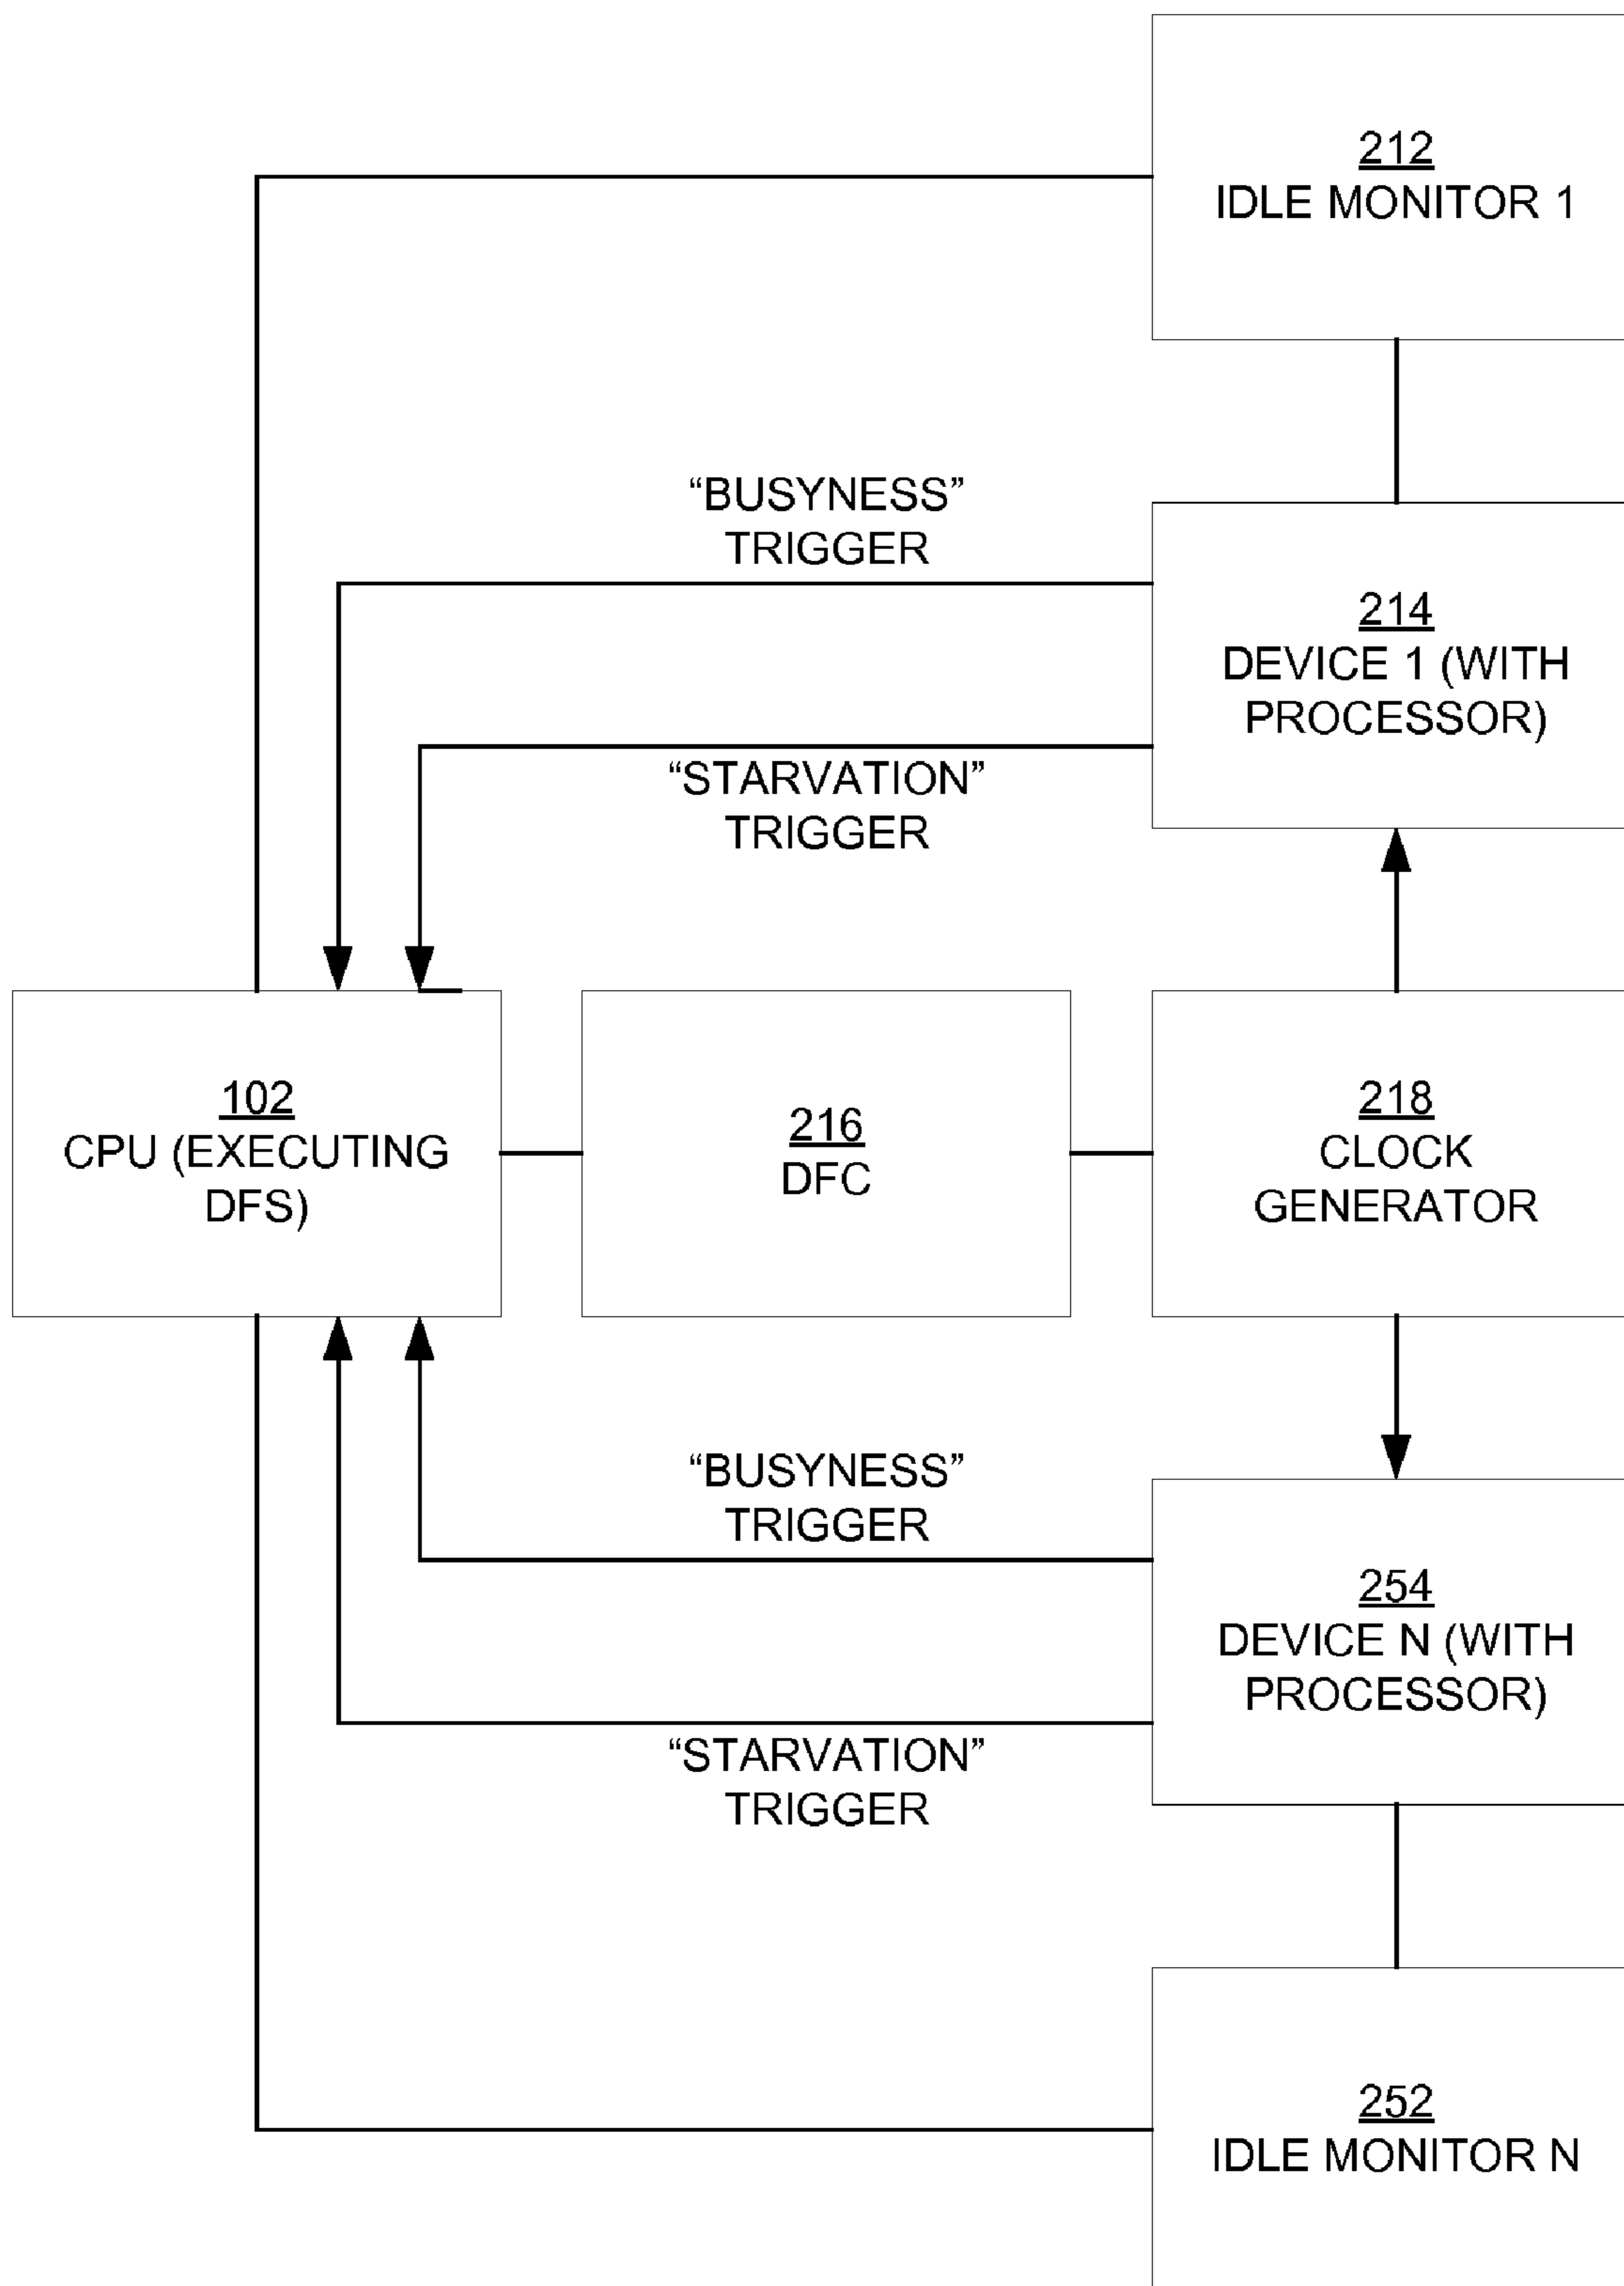 212
IDLE MONITOR 1
“BUSYNESS”
TRIGGER
214
DEVICE 1 (WITH
PROCESSOR)
“STARVATION”
TRIGGER
102
CPU (EXECUTING
DFS)
216
DFC
218
CLOCK
GENERATOR
“BUSYNESS”
TRIGGER
254
DEVICE N (WITH
PROCESSOR)
“STARVATION”
TRIGGER
252
IDLE MONITOR N